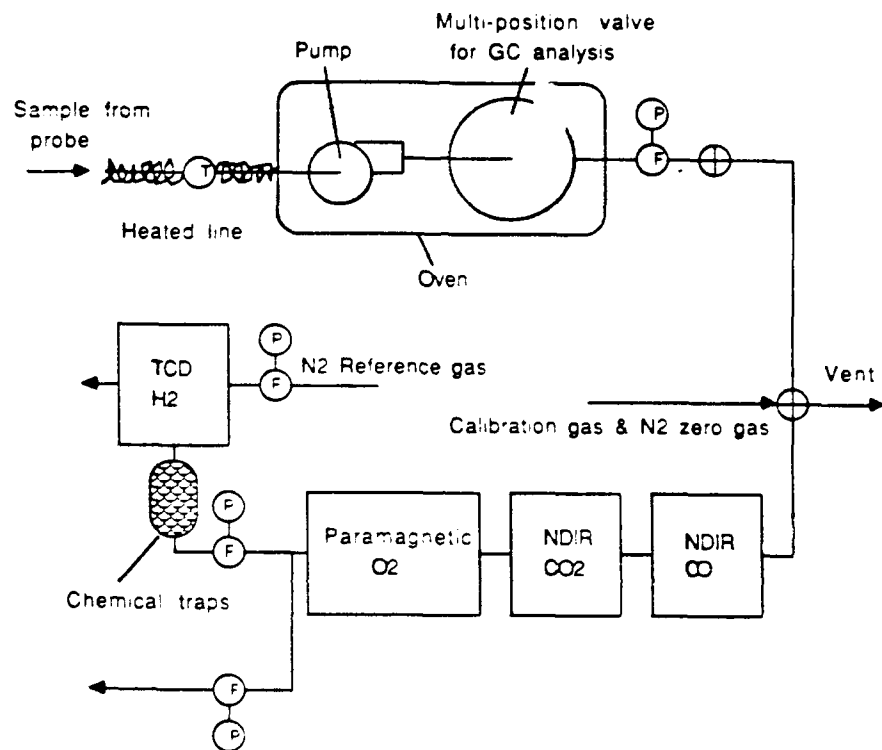 Multi-position valve
for GC analysis
Pump
Sample from
probe
P
F
T
Heated line
Oven
P
TCD
H2
F
N2 Reference gas
Vent
Calibration gas & N2 zero gas
P
F
Paramagnetic
O2
NDIR
CO2
NDIR
CO
Chemical traps
F
P